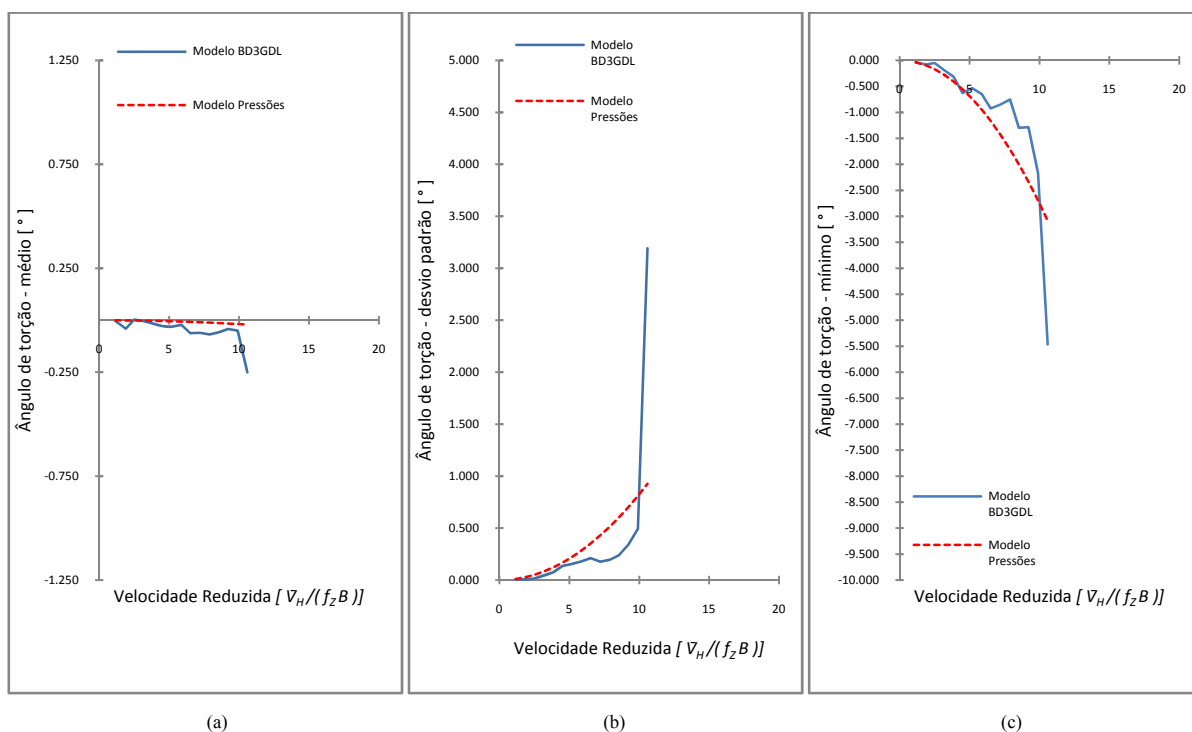 1.250
0.750
0.250
-0.250
-0.750
-1.250
0
5
10
15
20
Ângulo de torção - médio [ ° ]
Velocidade Reduzida [ V̅_H/( f_Z B )]
Modelo BD3GDL
Modelo Pressões
(a)
5.000
4.500
4.000
3.500
3.000
2.500
2.000
1.500
1.000
0.500
0.000
0
5
10
15
20
Ângulo de torção - desvio padrão [ ° ]
Velocidade Reduzida [ V̅_H/( f_Z B )]
Modelo
BD3GDL
Modelo
Pressões
(b)
0.000
-0.500
-1.000
-1.500
-2.000
-2.500
-3.000
-3.500
-4.000
-4.500
-5.000
-5.500
-6.000
-6.500
-7.000
-7.500
-8.000
-8.500
-9.000
-9.500
-10.000
0
5
10
15
20
Ângulo de torção - mínimo [ ° ]
Velocidade Reduzida [ V̅_H/( f_Z B )]
Modelo
BD3GDL
Modelo
Pressões
(c)